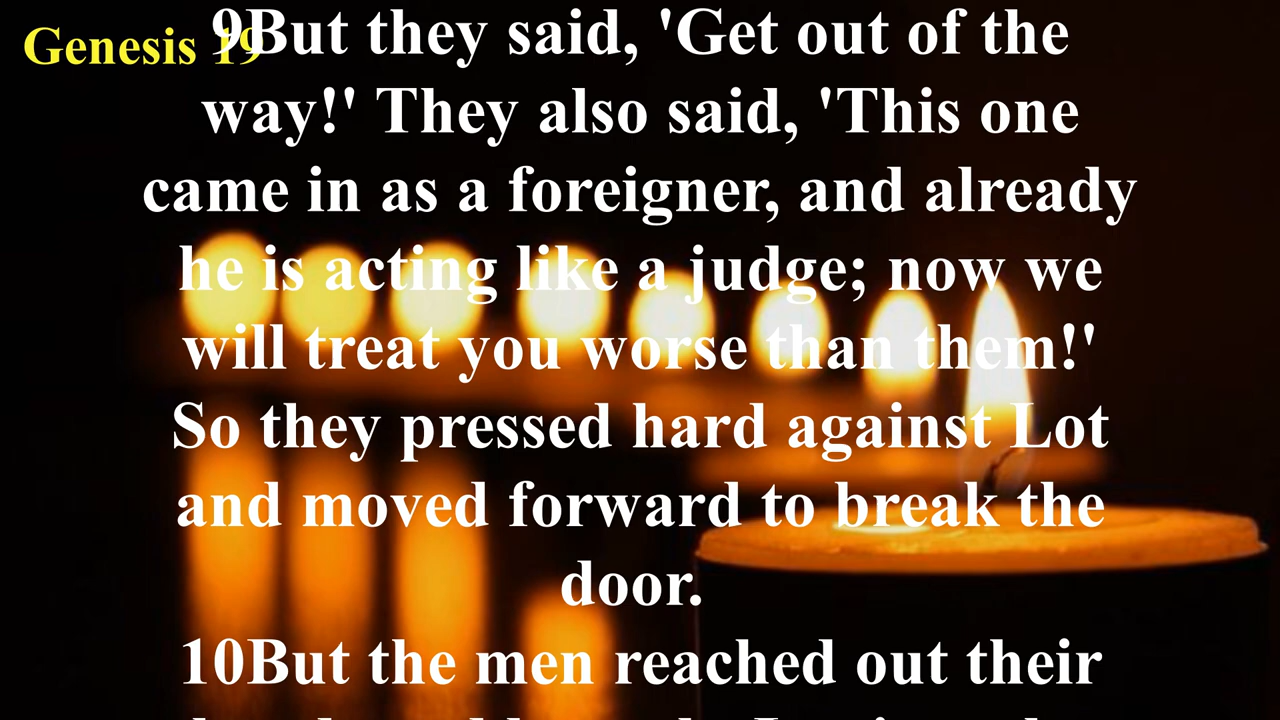 Genesis 19
9But they said, 'Get out of the
way!' They also said, 'This one
came in as a foreigner, and already
he is acting like a judge; now we
will treat you worse than them!'
So they pressed hard against Lot
and moved forward to break the
door.
10But the men reached out their